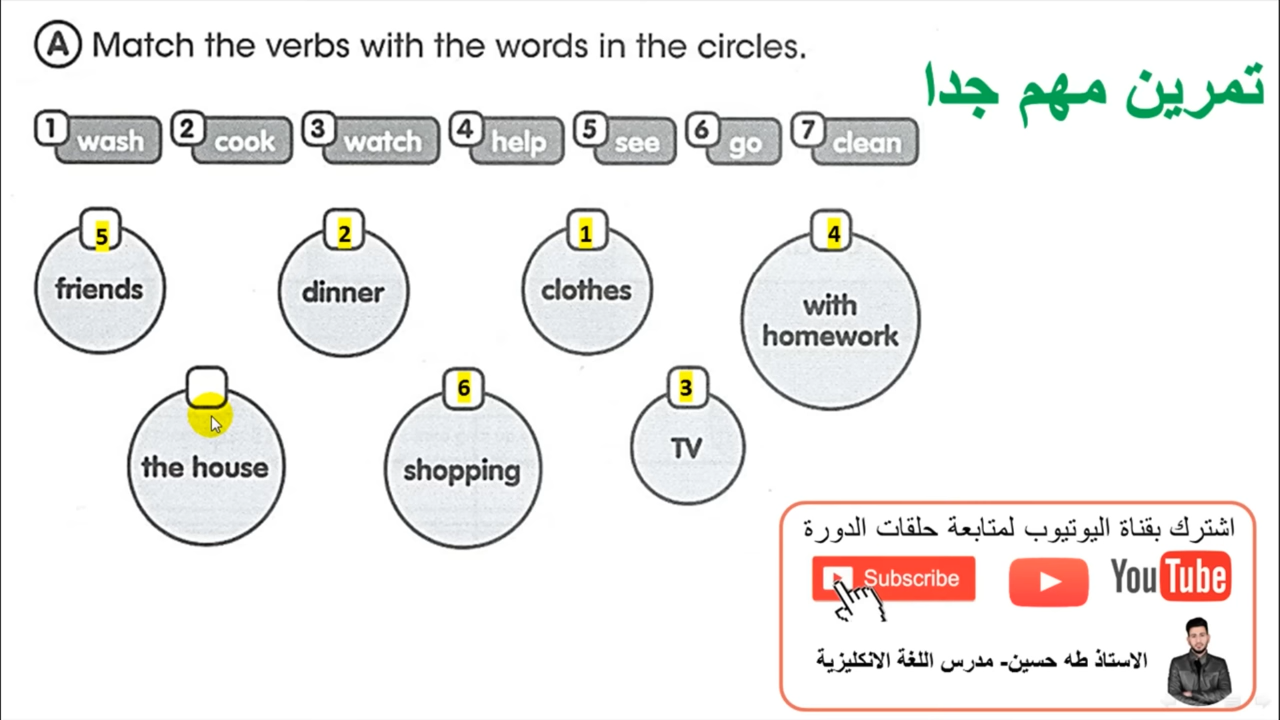 A Match the verbs with the words in the circles.
تمرين مهم جدا
1 wash 2 cook 3 watch 4 help 5 see 6 go 7 clean
5 2 1 4
friends dinner clothes with homework
6 3
the house shopping TV
اشترك بقناة اليوتيوب لمتابعة حلقات الدورة
Subscribe YouTube
الاستاذ طه حسين- مدرس اللغة الانكليزية